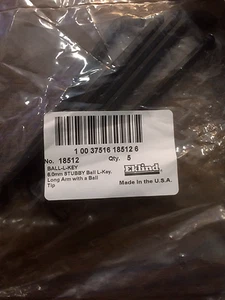 1 00 37516 18512 6
No. 18512 Qty. 5 Eklind
BALL-L-KEY
6.0mm STUBBY Ball L-Key,
Long Arm with a Ball
Tip
Made in the U.S.A.